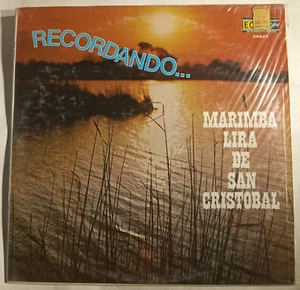 RECORDANDO...
MARIMBA
LIRA
DE
SAN
CRISTOBAL